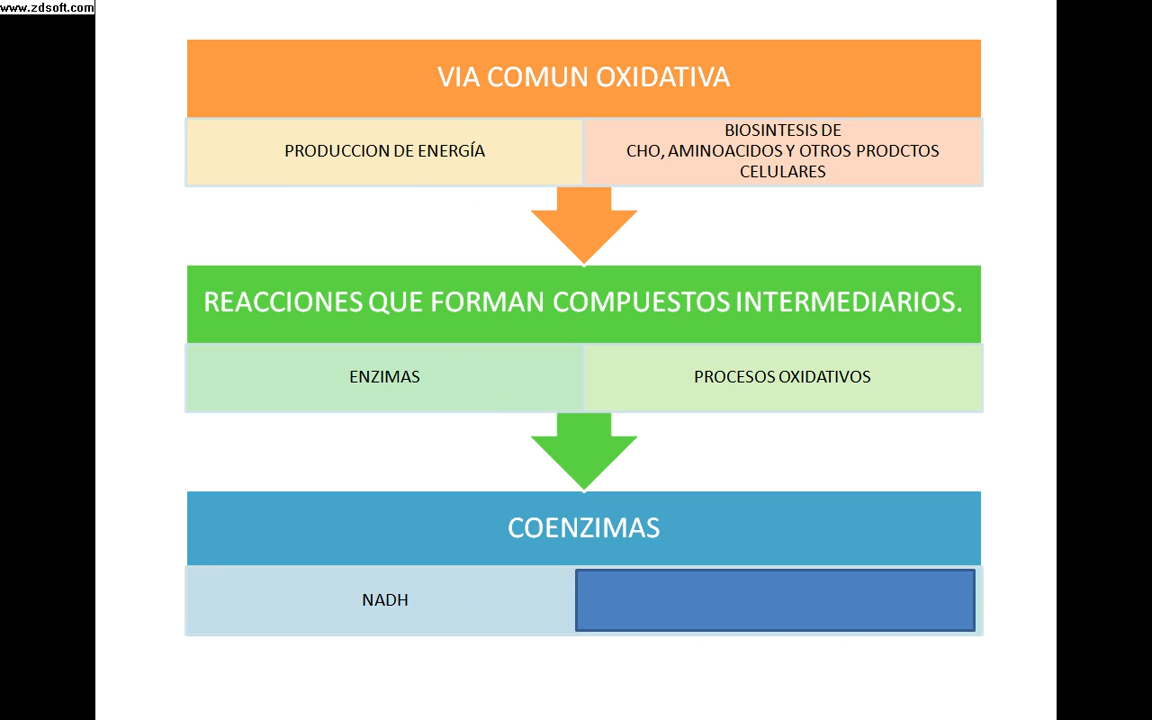 www.zdsoft.com
VIA COMUN OXIDATIVA
PRODUCCION DE ENERGÍA
BIOSINTESIS DE
CHO, AMINOACIDOS Y OTROS PRODCTOS
CELULARES
REACCIONES QUE FORMAN COMPUESTOS INTERMEDIARIOS.
ENZIMAS
PROCESOS OXIDATIVOS
COENZIMAS
NADH